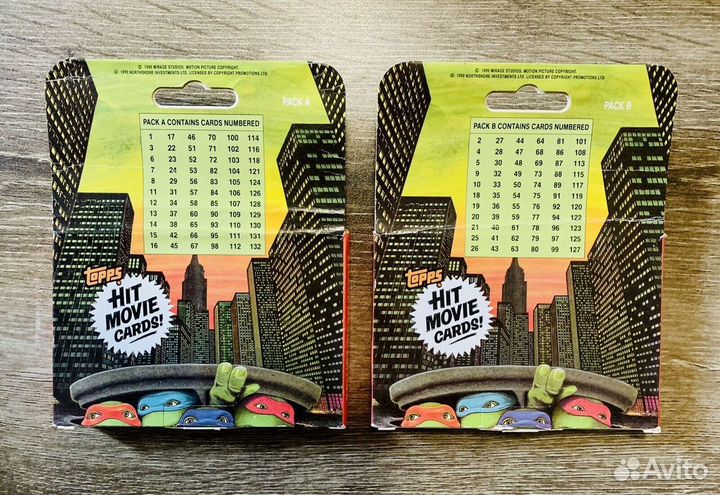 © 1990 MIRAGE STUDIOS. MOTION PICTURE COPYRIGHT.
© 1990 NORTHSHORE INVESTMENTS LTD. LICENSED BY COPYRIGHT PROMOTIONS LTD.
PACK A
PACK A CONTAINS CARDS NUMBERED
1 17 46 70 100 114
3 22 51 71 102 116
6 23 52 72 103 118
7 24 53 82 104 121
8 29 56 83 105 124
11 31 57 84 106 126
12 34 58 85 107 128
13 37 60 89 109 129
14 38 62 90 110 130
15 42 66 95 111 131
16 45 67 98 112 132
TOPPS
HIT
MOVIE
CARDS!
© 1990 MIRAGE STUDIOS. MOTION PICTURE COPYRIGHT.
© 1990 NORTHSHORE INVESTMENTS LTD. LICENSED BY COPYRIGHT PROMOTIONS LTD.
PACK B
PACK B CONTAINS CARDS NUMBERED
2 27 44 64 81 101
4 28 47 68 86 108
5 30 48 69 87 113
9 32 49 73 88 115
10 33 50 74 89 117
18 35 54 75 91 119
19 36 55 76 92 120
20 39 59 77 94 122
21 40 61 78 96 123
25 41 62 79 97 125
26 43 63 80 99 127
TOPPS
HIT
MOVIE
CARDS!
Avito